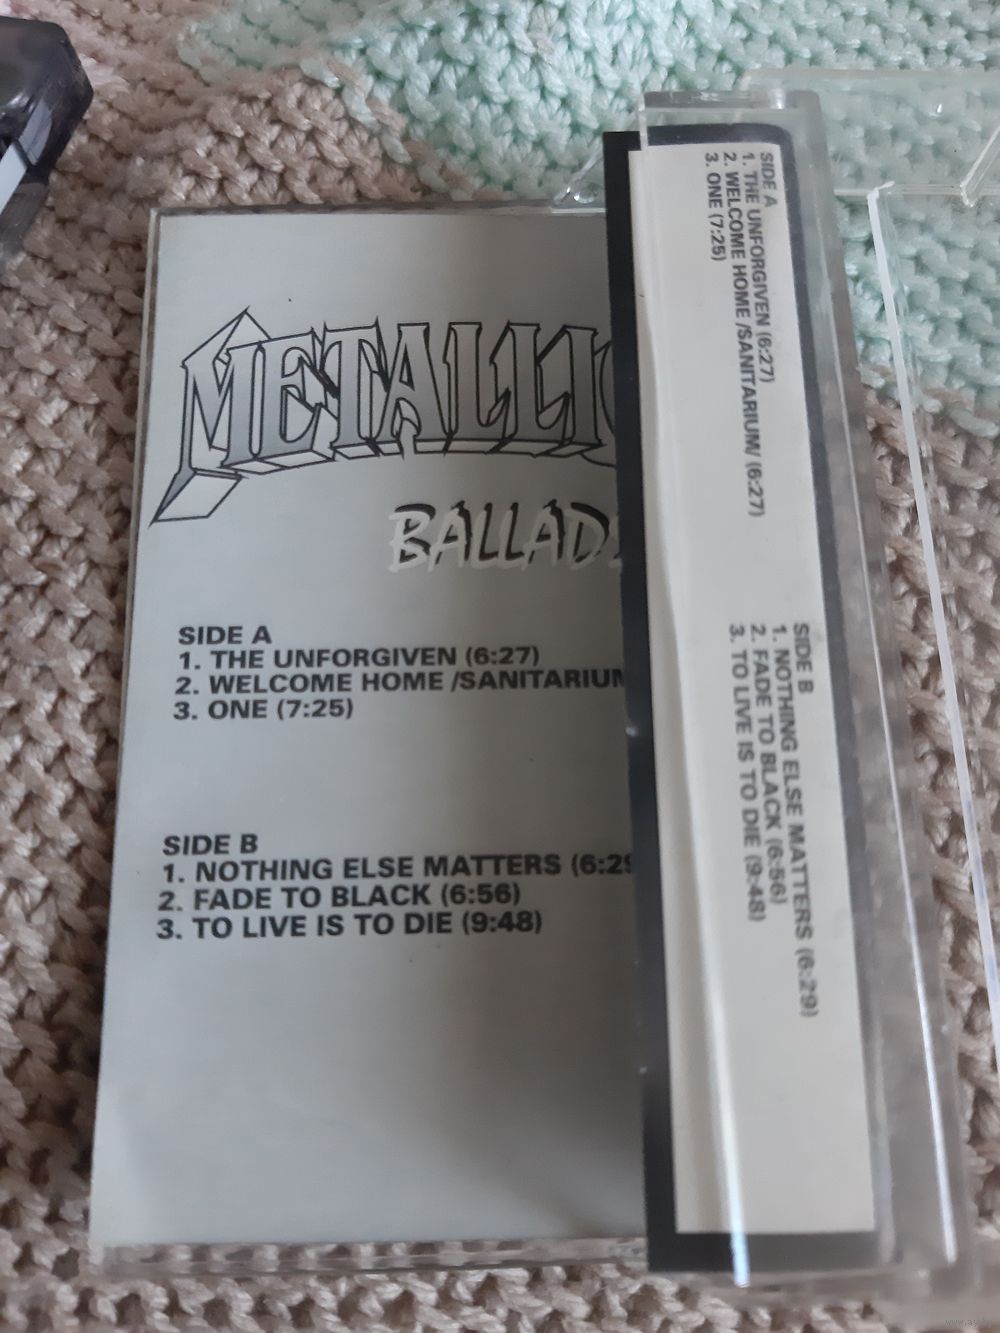 METALLIC
BALLADS
SIDE A
1. THE UNFORGIVEN (6:27)
2. WELCOME HOME /SANITARIUM
3. ONE (7:25)
SIDE B
1. NOTHING ELSE MATTERS (6:29
2. FADE TO BLACK (6:56)
3. TO LIVE IS TO DIE (9:48)
SIDE A
1. THE UNFORGIVEN (6:27)
2. WELCOME HOME /SANITARIUM/ (6:27)
3. ONE (7:25)
SIDE B
1. NOTHING ELSE MATTERS (6:29)
2. FADE TO BLACK (6:56)
3. TO LIVE IS TO DIE (9:48)